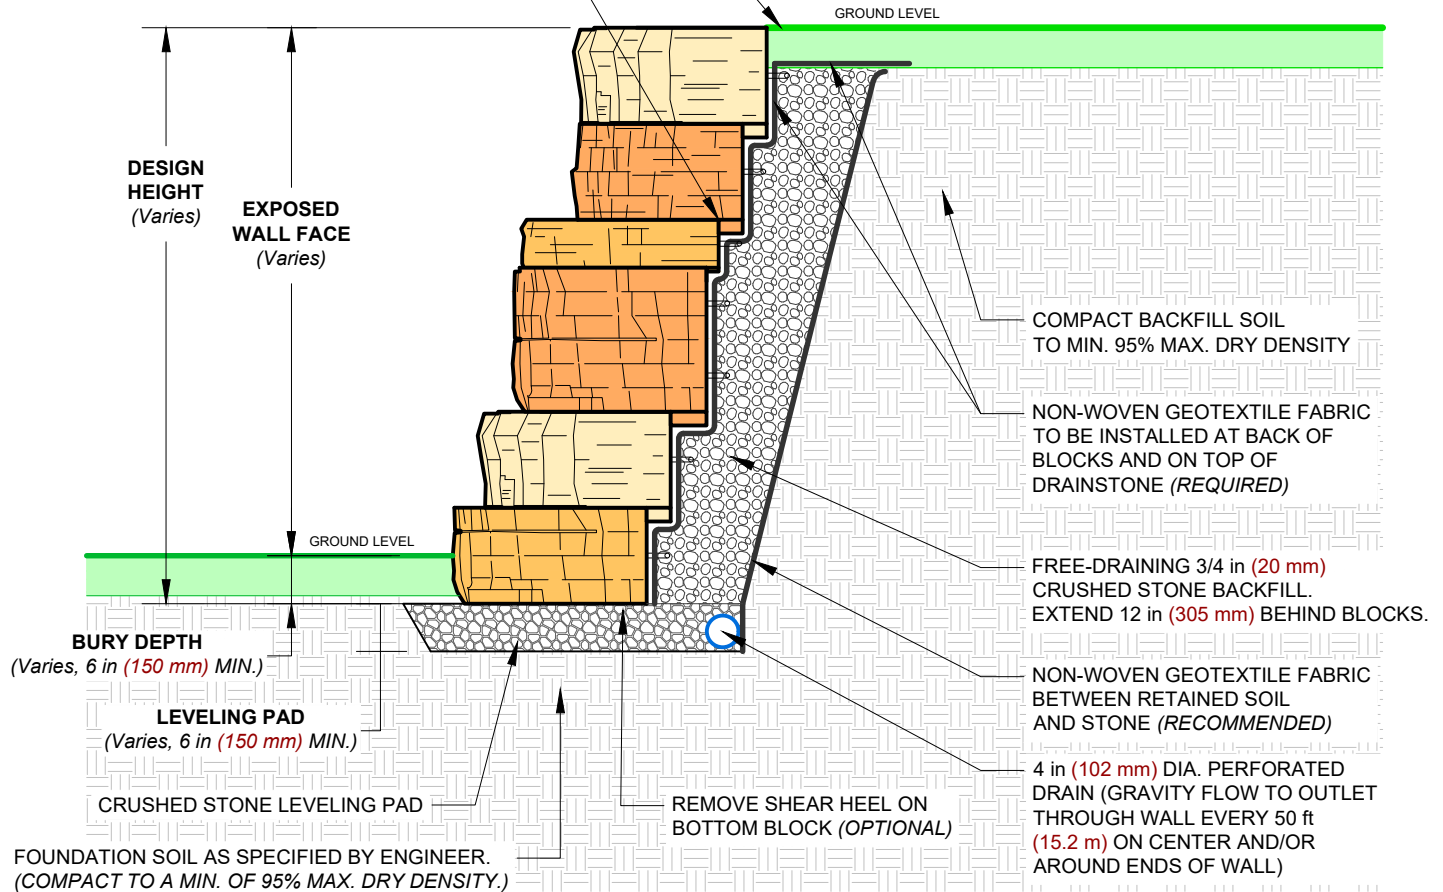 GROUND LEVEL
DESIGN
HEIGHT
(Varies)
EXPOSED
WALL FACE
(Varies)
GROUND LEVEL
BURY DEPTH
(Varies, 6 in (150 mm) MIN.)
LEVELING PAD
(Varies, 6 in (150 mm) MIN.)
CRUSHED STONE LEVELING PAD
FOUNDATION SOIL AS SPECIFIED BY ENGINEER.
(COMPACT TO A MIN. OF 95% MAX. DRY DENSITY.)
REMOVE SHEAR HEEL ON
BOTTOM BLOCK (OPTIONAL)
COMPACT BACKFILL SOIL
TO MIN. 95% MAX. DRY DENSITY
NON-WOVEN GEOTEXTILE FABRIC
TO BE INSTALLED AT BACK OF
BLOCKS AND ON TOP OF
DRAINSTONE (REQUIRED)
FREE-DRAINING 3/4 in (20 mm)
CRUSHED STONE BACKFILL.
EXTEND 12 in (305 mm) BEHIND BLOCKS.
NON-WOVEN GEOTEXTILE FABRIC
BETWEEN RETAINED SOIL
AND STONE (RECOMMENDED)
4 in (102 mm) DIA. PERFORATED
DRAIN (GRAVITY FLOW TO OUTLET
THROUGH WALL EVERY 50 ft
(15.2 m) ON CENTER AND/OR
AROUND ENDS OF WALL)